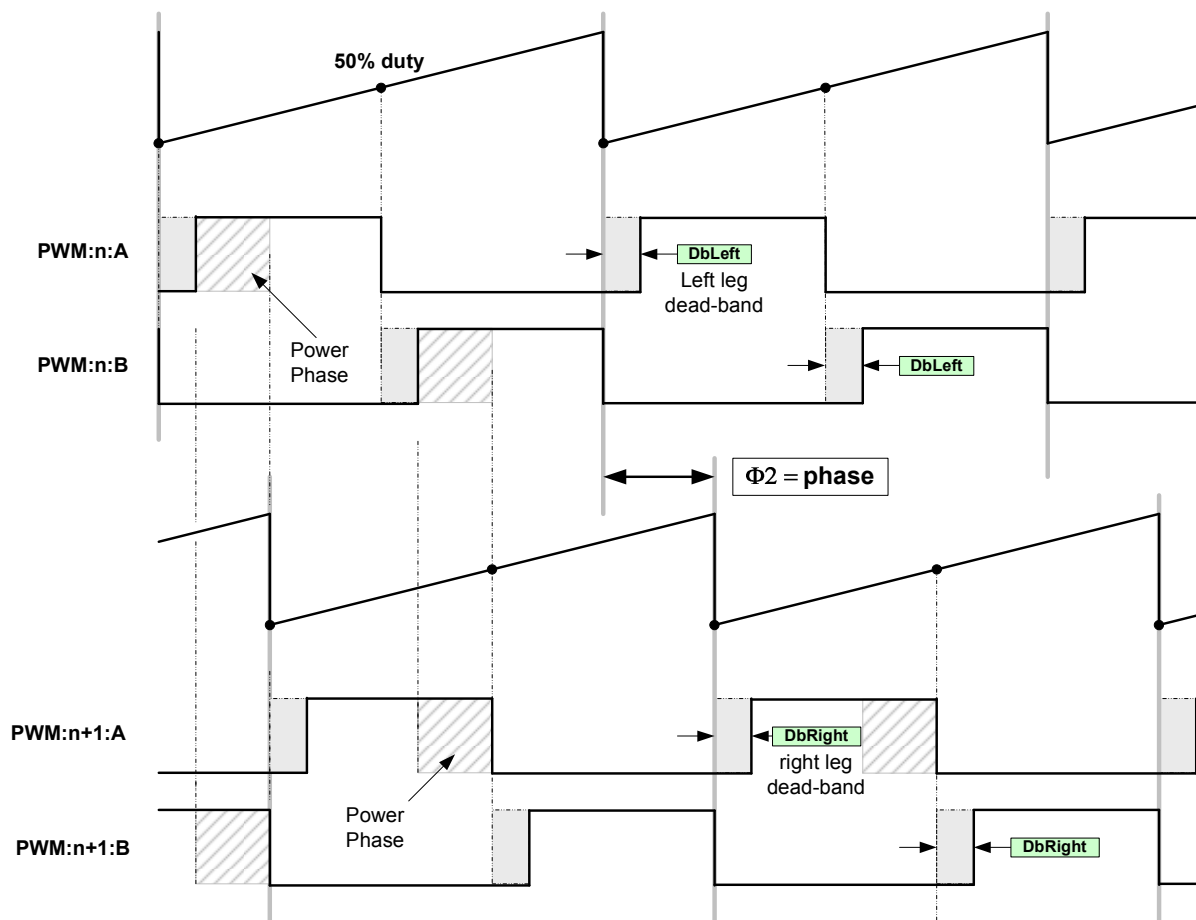 50% duty
PWM:n:A
DbLeft
Left leg
dead-band
Power
Phase
PWM:n:B
DbLeft
Φ2 = phase
PWM:n+1:A
DbRight
right leg
dead-band
Power
Phase
PWM:n+1:B
DbRight